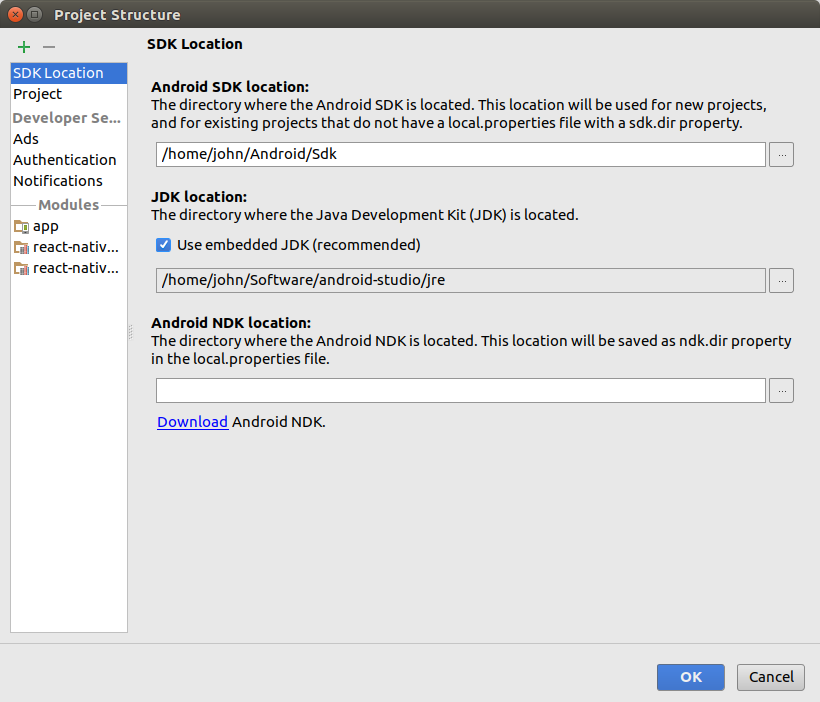 Project Structure
SDK Location
Project
Developer Se...
Ads
Authentication
Notifications
Modules
app
react-nativ...
react-nativ...
SDK Location
Android SDK location:
The directory where the Android SDK is located. This location will be used for new projects,
and for existing projects that do not have a local.properties file with a sdk.dir property.
/home/john/Android/Sdk
...
JDK location:
The directory where the Java Development Kit (JDK) is located.
Use embedded JDK (recommended)
/home/john/Software/android-studio/jre
...
Android NDK location:
The directory where the Android NDK is located. This location will be saved as ndk.dir property
in the local.properties file.
...
Download Android NDK.
OK
Cancel